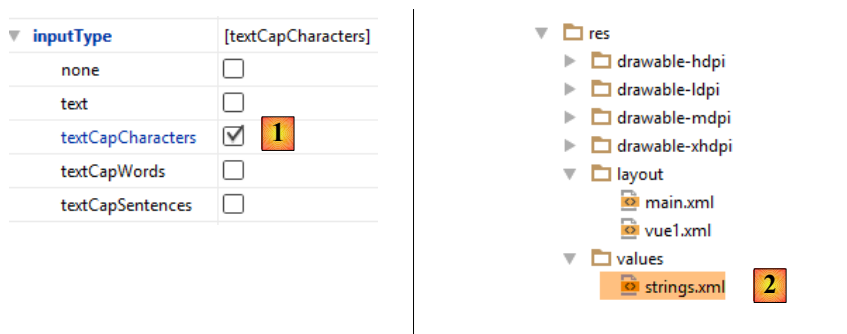 inputType [textCapCharacters]
none
text
textCapCharacters 1
textCapWords
textCapSentences
res
drawable-hdpi
drawable-ldpi
drawable-mdpi
drawable-xhdpi
layout
main.xml
vue1.xml
values
strings.xml 2